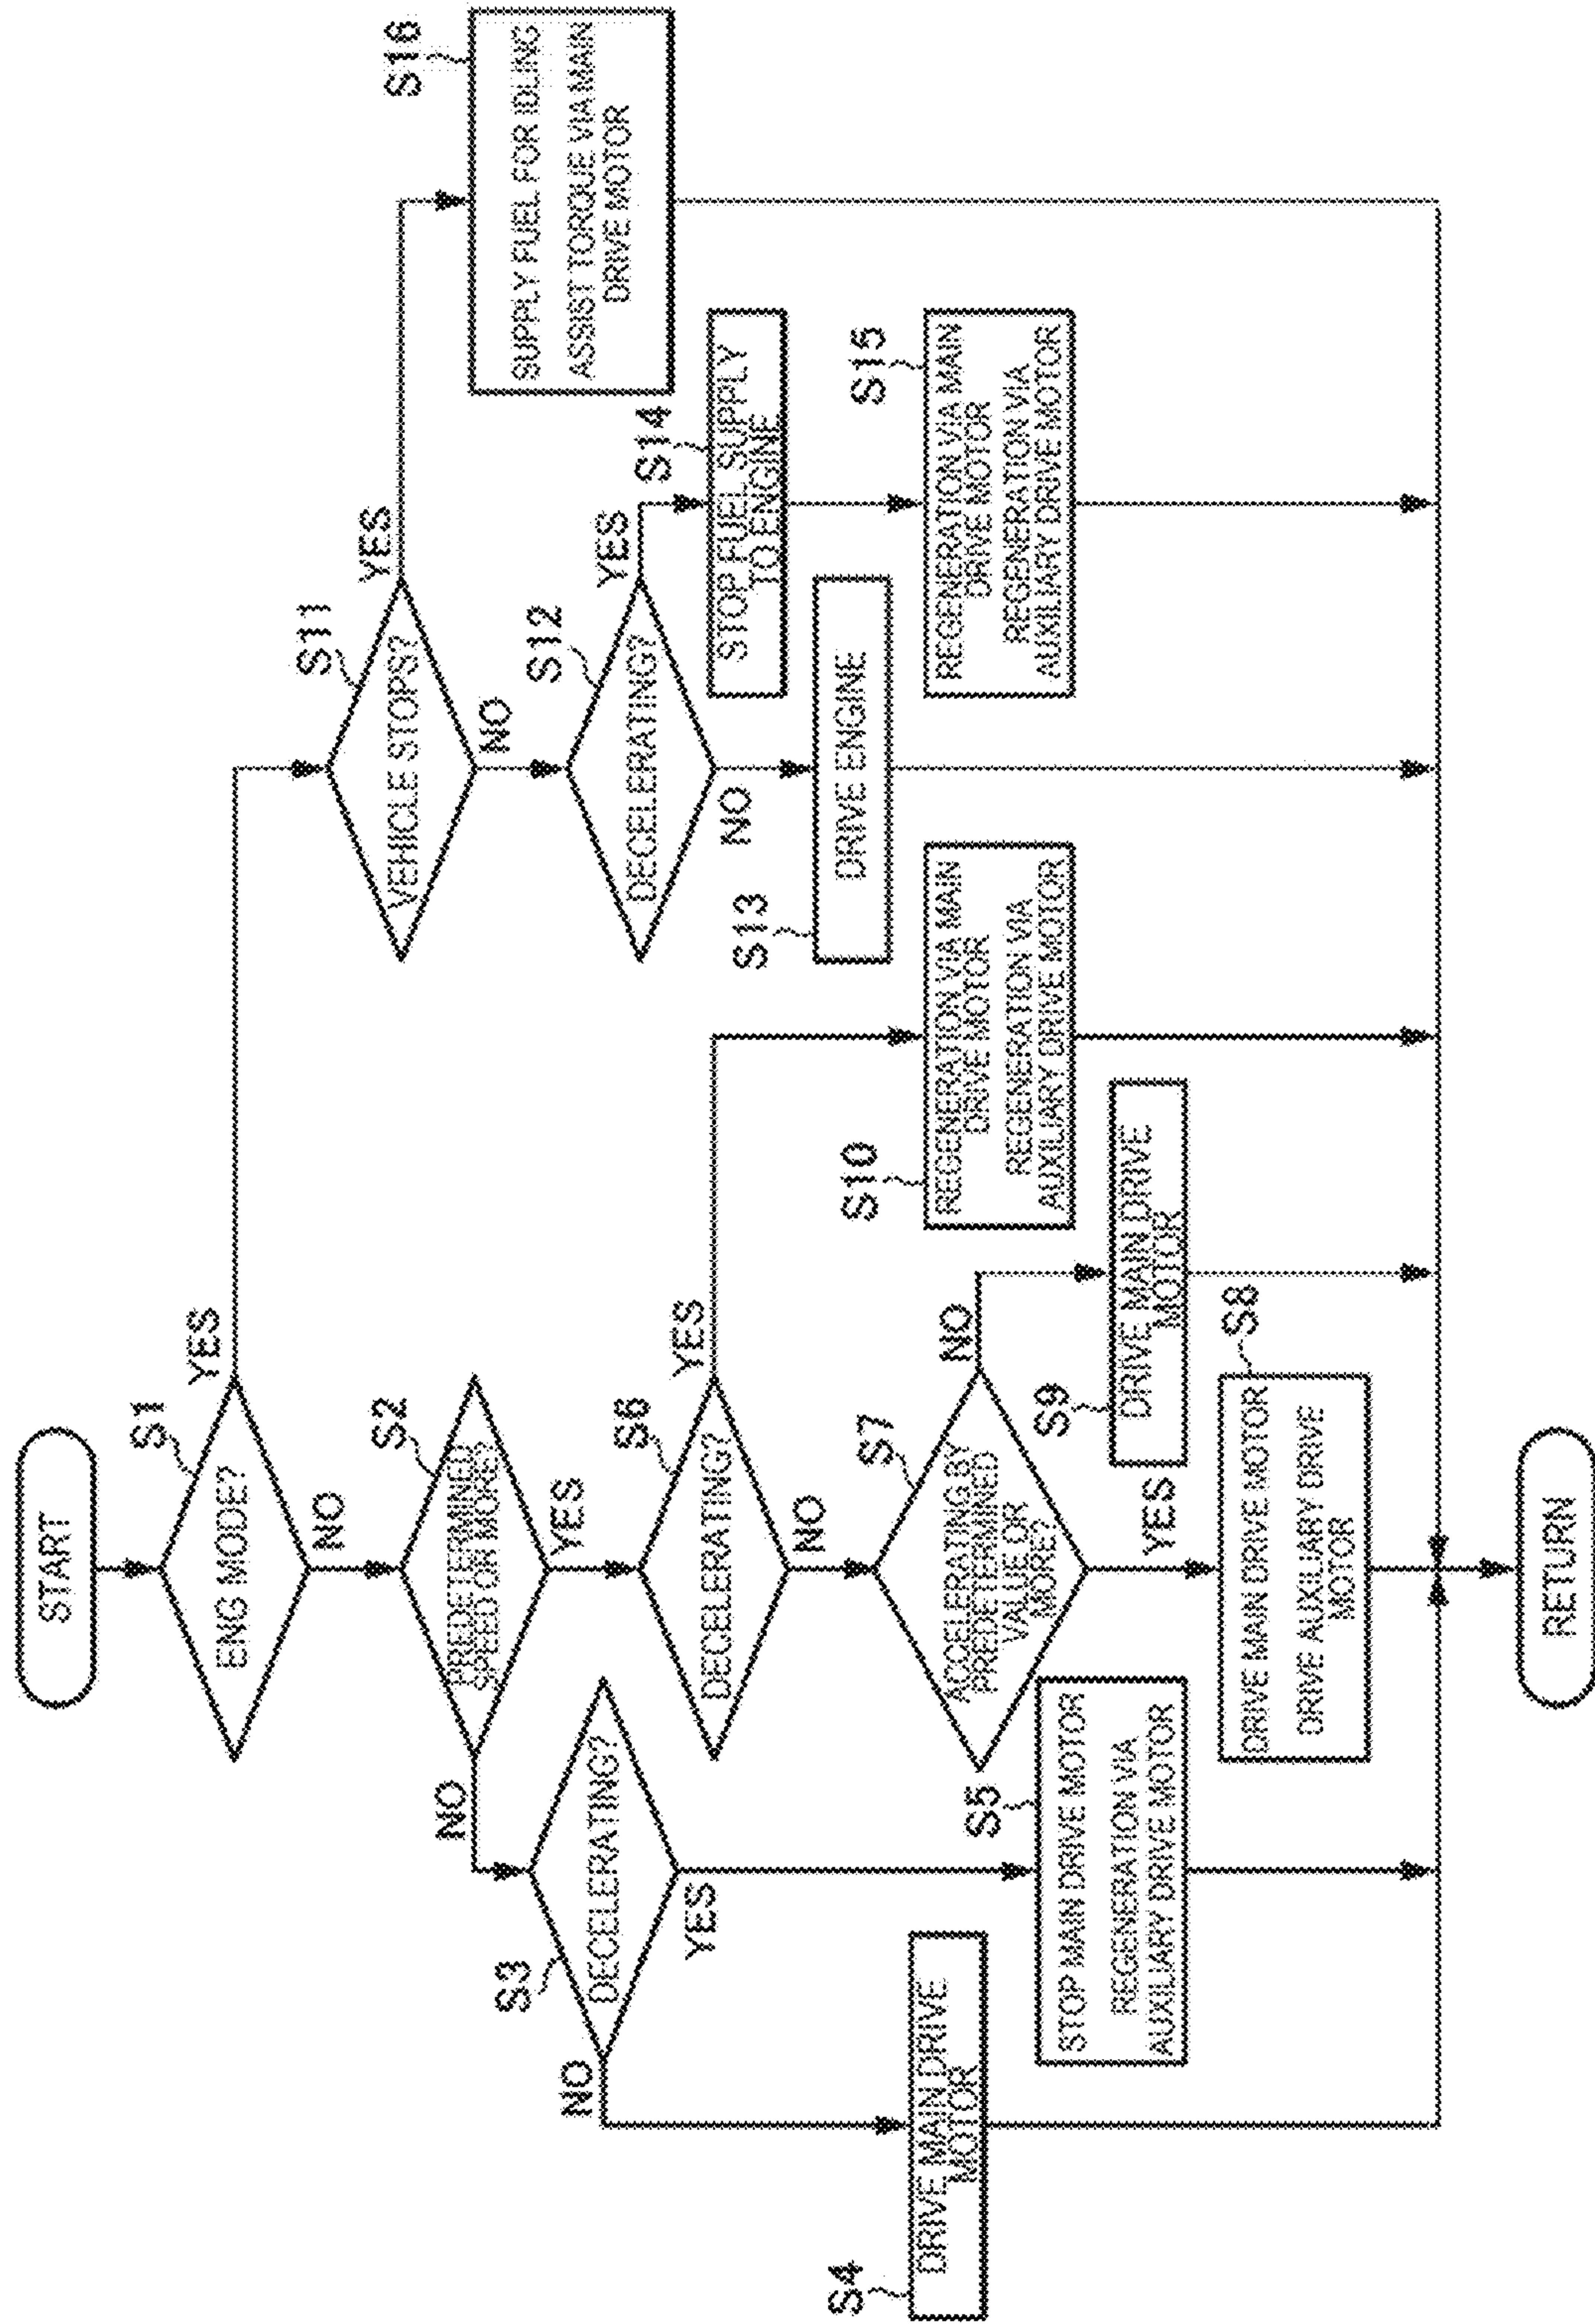 START
S1
ENG MODE?
YES
NO
S2
PREDETERMINED
SPEED OR MORE?
NO
YES
S3
DECELERATING?
NO
YES
S4
DRIVE MAIN DRIVE
MOTOR
S5
STOP MAIN DRIVE MOTOR
REGENERATION VIA
AUXILIARY DRIVE MOTOR
S6
DECELERATING?
YES
NO
S7
ACCELERATING BY
PREDETERMINED
VALUE OR
MORE?
NO
YES
S8
DRIVE MAIN DRIVE MOTOR
DRIVE AUXILIARY DRIVE
MOTOR
S9
DRIVE MAIN DRIVE
MOTOR
S10
REGENERATION VIA MAIN
DRIVE MOTOR
REGENERATION VIA
AUXILIARY DRIVE MOTOR
S11
VEHICLE STOPS?
YES
NO
S12
DECELERATING?
YES
NO
S13
DRIVE ENGINE
S14
STOP FUEL SUPPLY
TO ENGINE
S15
REGENERATION VIA MAIN
DRIVE MOTOR
REGENERATION VIA
AUXILIARY DRIVE MOTOR
S16
SUPPLY FUEL FOR IDLING
ASSIST TORQUE VIA MAIN
DRIVE MOTOR
RETURN